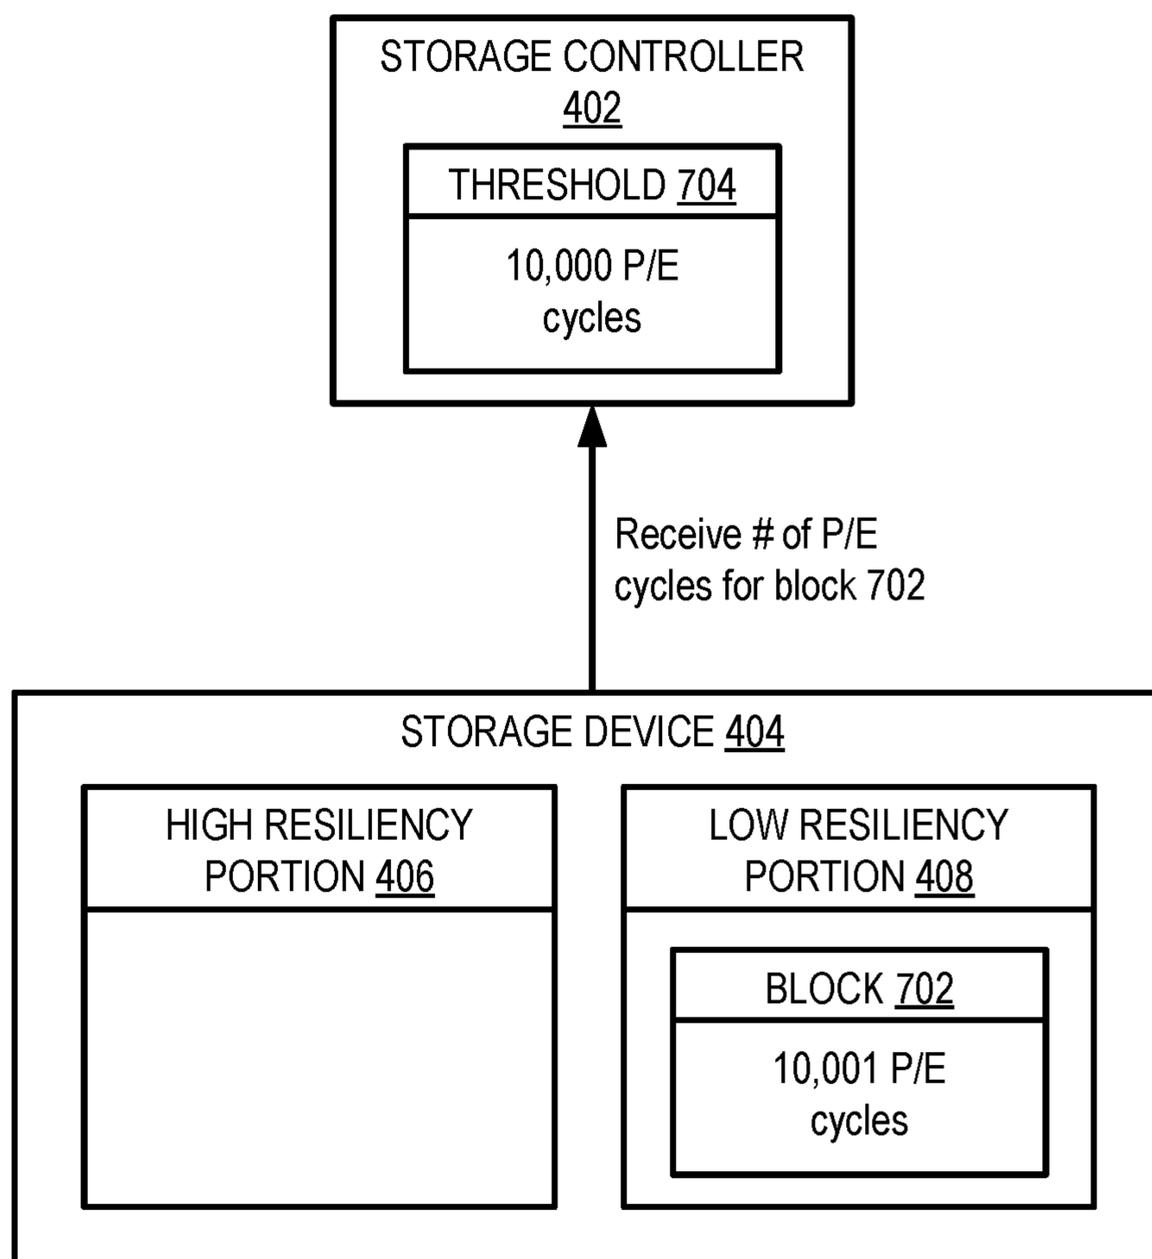 STORAGE CONTROLLER
402
THRESHOLD 704
10,000 P/E
cycles
Receive # of P/E
cycles for block 702
STORAGE DEVICE 404
HIGH RESILIENCY
PORTION 406
LOW RESILIENCY
PORTION 408
BLOCK 702
10,001 P/E
cycles